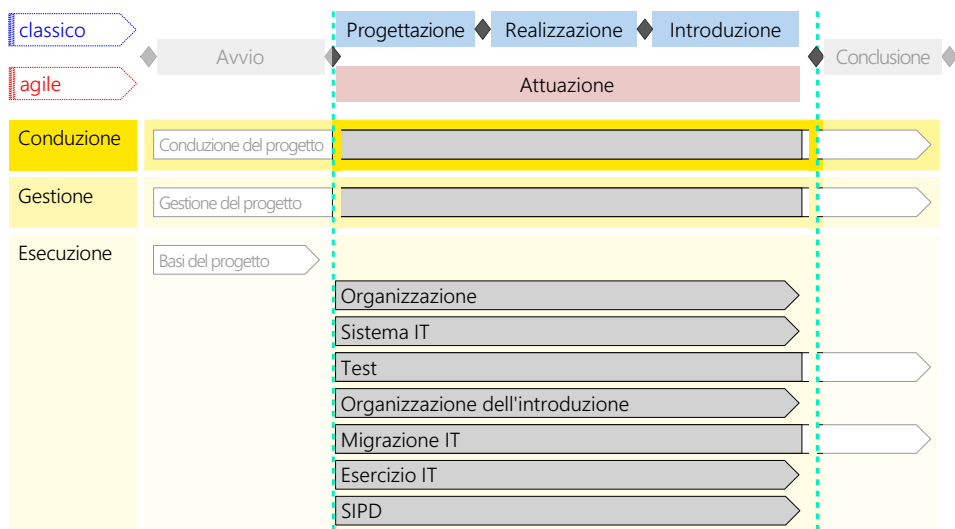 classico
Progettazione
Realizzazione
Introduzione
Avvio
Conclusione
agile
Attuazione
Conduzione
Conduzione del progetto
Gestione
Gestione del progetto
Esecuzione
Basi del progetto
Organizzazione
Sistema IT
Test
Organizzazione dell'introduzione
Migrazione IT
Esercizio IT
SIPD